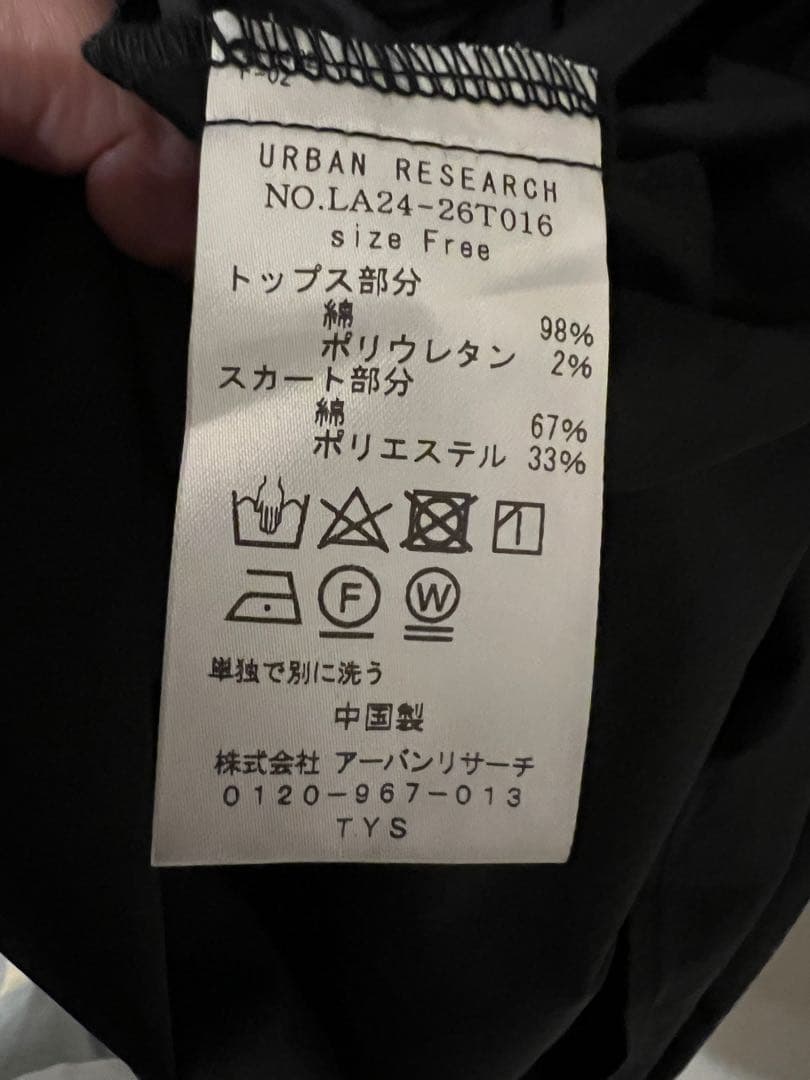 URBAN RESEARCH
NO.LA24-26T016
size Free
トップス部分
綿 98%
ポリウレタン 2%
スカート部分
綿 67%
ポリエステル 33%
F
W
単独で別に洗う
中国製
株式会社 アーバンリサーチ
0120-967-013
TYS